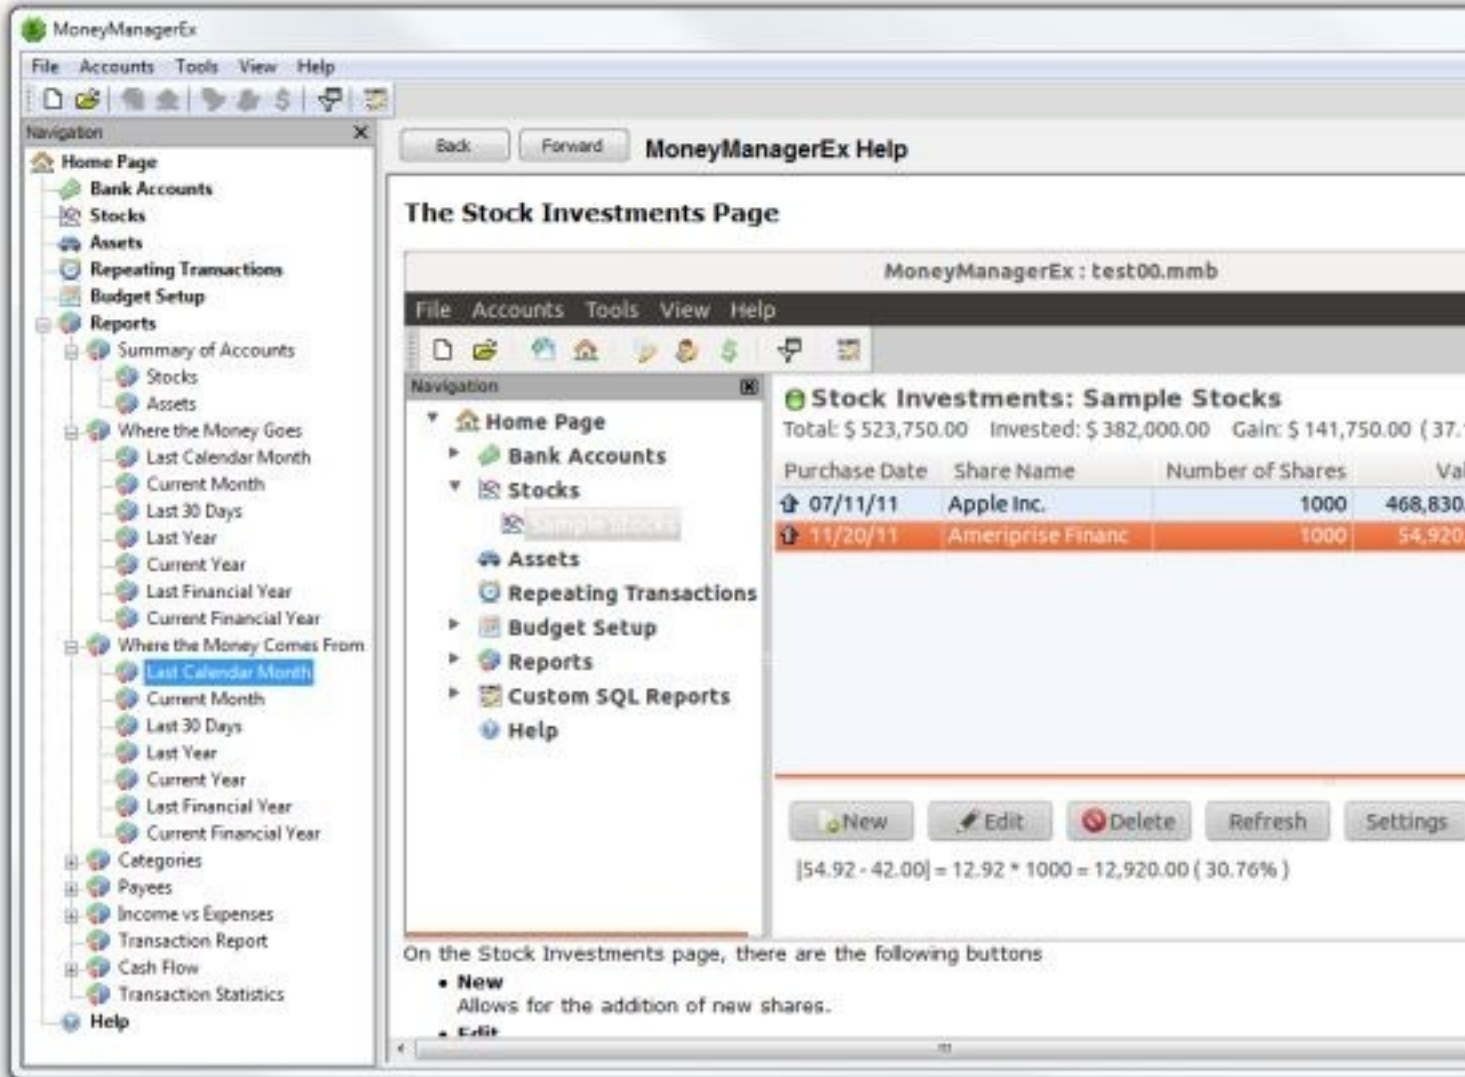 MoneyManagerEx
File Accounts Tools View Help
Navigation
Home Page
Bank Accounts
Stocks
Assets
Repeating Transactions
Budget Setup
Reports
Summary of Accounts
Stocks
Assets
Where the Money Goes
Last Calendar Month
Current Month
Last 30 Days
Last Year
Current Year
Last Financial Year
Current Financial Year
Where the Money Comes From
Last Calendar Month
Current Month
Last 30 Days
Last Year
Current Year
Last Financial Year
Current Financial Year
Categories
Payees
Income vs Expenses
Transaction Report
Cash Flow
Transaction Statistics
Help
Back Forward MoneyManagerEx Help
The Stock Investments Page
MoneyManagerEx : test00.mmb
File Accounts Tools View Help
Navigation
Home Page
Bank Accounts
Stocks
Sample Stocks
Assets
Repeating Transactions
Budget Setup
Reports
Custom SQL Reports
Help
Stock Investments: Sample Stocks
Total: $ 523,750.00 Invested: $ 382,000.00 Gain: $ 141,750.00 ( 37.
Purchase Date Share Name Number of Shares Val
07/11/11 Apple Inc. 1000 468,830.
11/20/11 Ameriprise Financ 1000 54,920.
New Edit Delete Refresh Settings
|54.92 - 42.00| = 12.92 * 1000 = 12,920.00 ( 30.76% )
On the Stock Investments page, there are the following buttons
• New
Allows for the addition of new shares.
• Edit